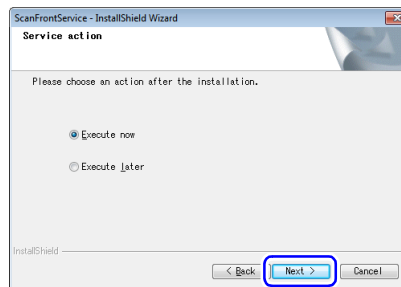 ScanFrontService - InstallShield Wizard
Service action
Please choose an action after the installation.
Execute now
Execute later
InstallShield
< Back
Next >
Cancel